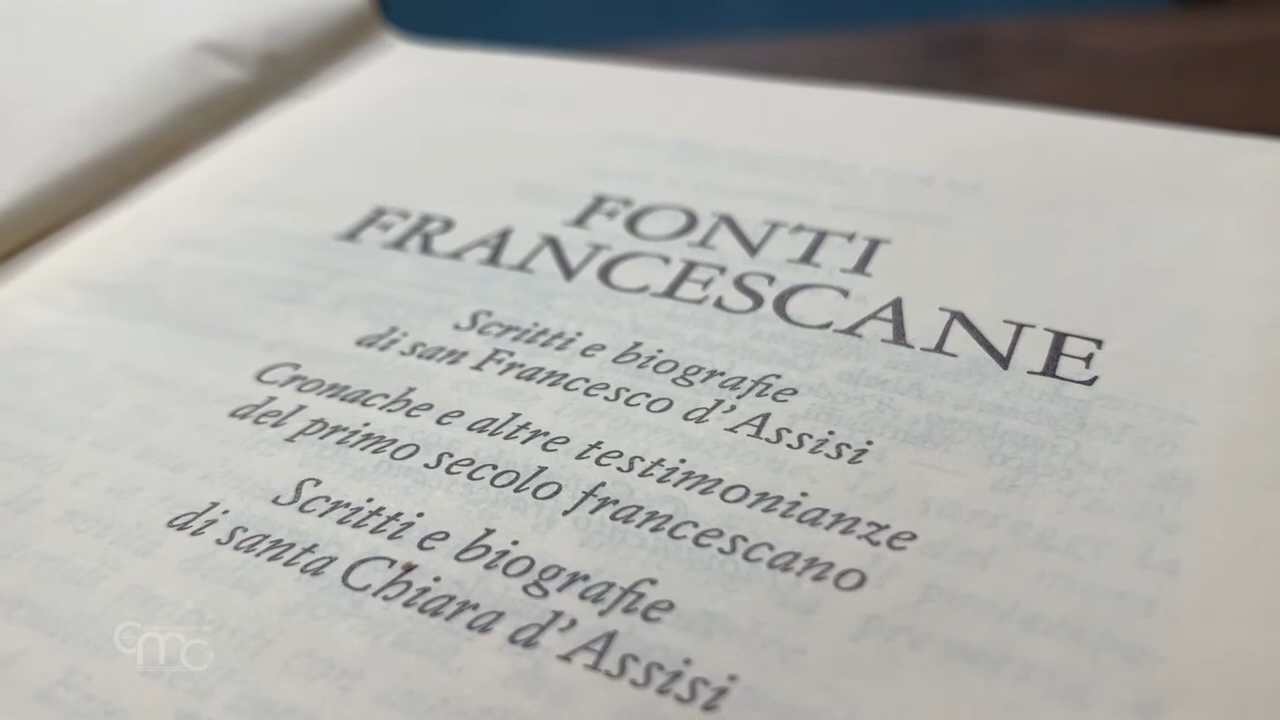 FONTI
FRANCESCANE
Scritti e biografie
di san Francesco d'Assisi
Cronache e altre testimonianze
del primo secolo francescano
Scritti e biografie
di santa Chiara d'Assisi
cmc